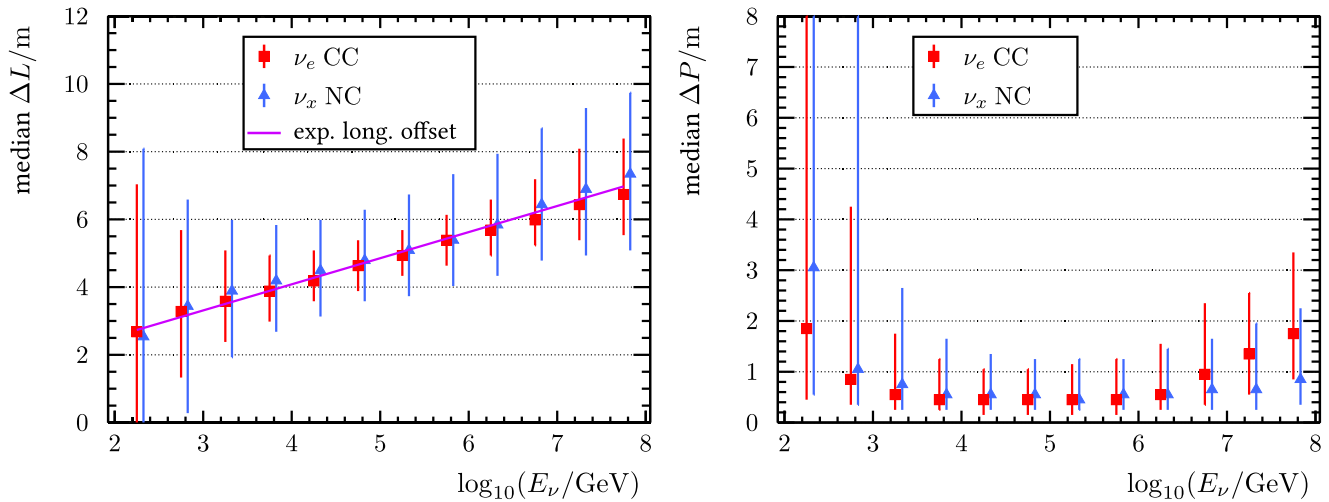 median ΔL/m
12
10
8
6
4
2
0
2 3 4 5 6 7 8
log₁₀(Eν/GeV)
νe CC
νx NC
exp. long. offset
median ΔP/m
8
7
6
5
4
3
2
1
0
2 3 4 5 6 7 8
log₁₀(Eν/GeV)
νe CC
νx NC